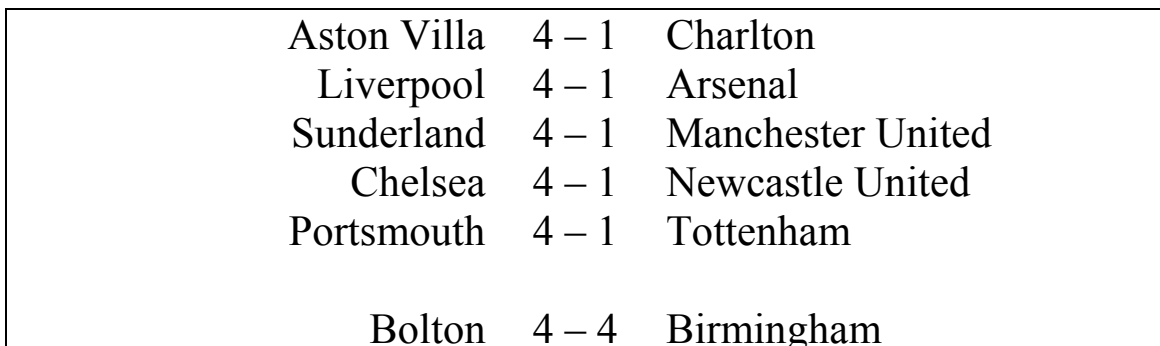 Aston Villa 4 – 1 Charlton
Liverpool 4 – 1 Arsenal
Sunderland 4 – 1 Manchester United
Chelsea 4 – 1 Newcastle United
Portsmouth 4 – 1 Tottenham
Bolton 4 – 4 Birmingham